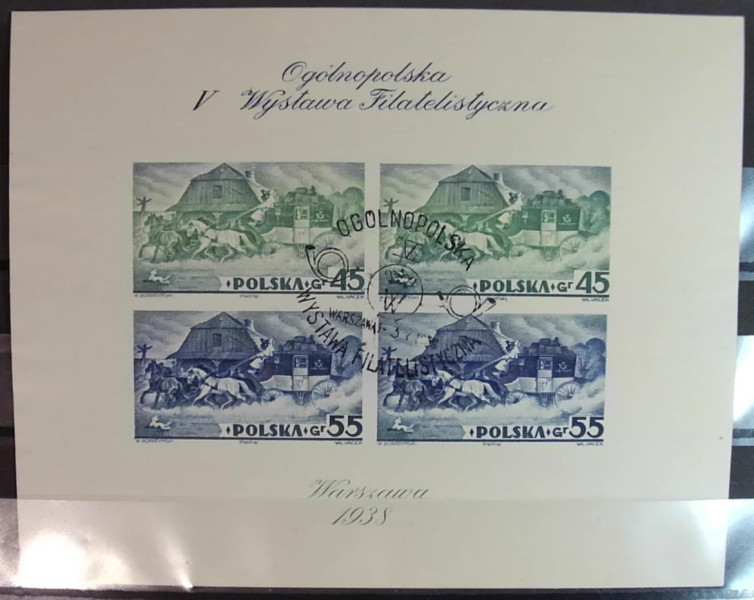 Ogólnopolska
V Wystawa Filatelistyczna
POLSKA Gr 45
POLSKA Gr 45
OGÓLNOPOLSKA
V
WARSZAWA
WYSTAWA FILATELISTYCZNA
POLSKA Gr 55
POLSKA Gr 55
Warszawa
1938